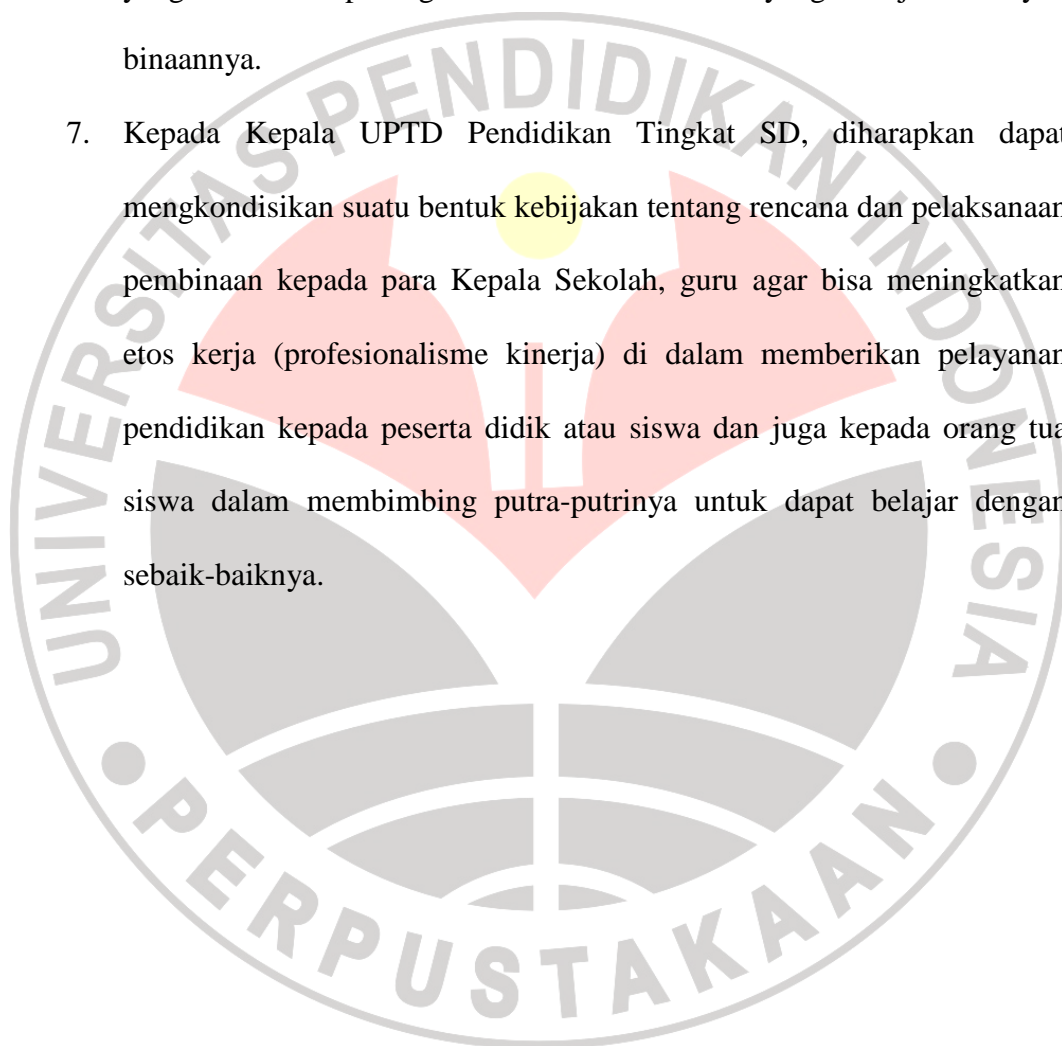 binaannya.
7. Kepada Kepala UPTD Pendidikan Tingkat SD, diharapkan dapat
mengkondisikan suatu bentuk kebijakan tentang rencana dan pelaksanaan
pembinaan kepada para Kepala Sekolah, guru agar bisa meningkatkan
etos kerja (profesionalisme kinerja) di dalam memberikan pelayanan
pendidikan kepada peserta didik atau siswa dan juga kepada orang tua
siswa dalam membimbing putra-putrinya untuk dapat belajar dengan
sebaik-baiknya.
UNIVERSITAS PENDIDIKAN INDONESIA
PERPUSTAKAAN